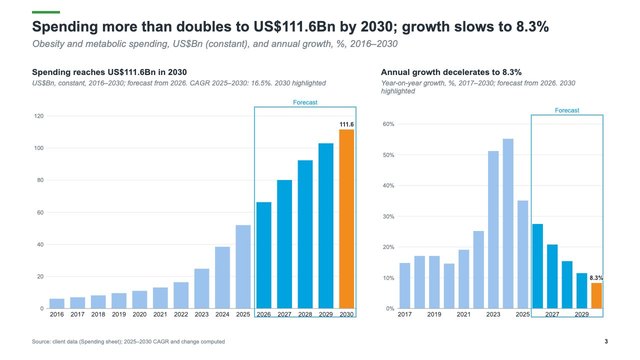 Spending more than doubles to US$111.6Bn by 2030; growth slows to 8.3%
Obesity and metabolic spending, US$Bn (constant), and annual growth, %, 2016–2030
Spending reaches US$111.6Bn in 2030
US$Bn, constant, 2016–2030; forecast from 2026. CAGR 2025–2030: 16.5%. 2030 highlighted
Forecast
120
100
80
60
40
20
0
111.6
2016 2017 2018 2019 2020 2021 2022 2023 2024 2025 2026 2027 2028 2029 2030
Annual growth decelerates to 8.3%
Year-on-year growth, %, 2017–2030; forecast from 2026. 2030
highlighted
Forecast
60%
50%
40%
30%
20%
10%
0%
8.3%
2017 2019 2021 2023 2025 2027 2029
Source: client data (Spending sheet); 2025–2030 CAGR and change computed
3